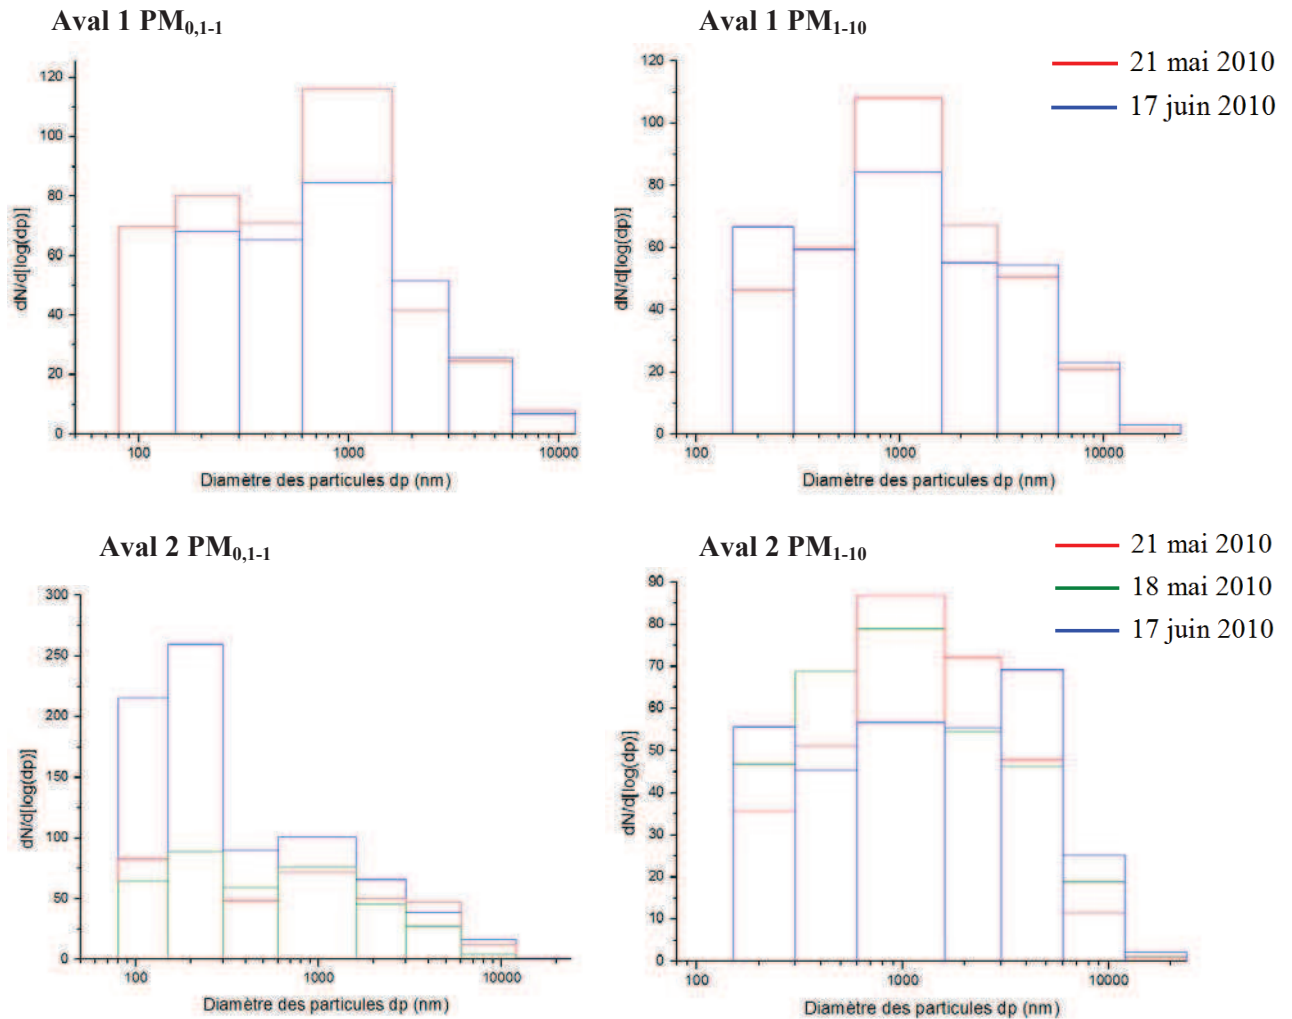 Aval 1 PM0,1-1
120
100
80
60
40
20
0
dN/d[log(dp)]
100 1000 10000
Diamètre des particules dp (nm)
Aval 1 PM1-10
120
100
80
60
40
20
0
dN/d[log(dp)]
100 1000 10000
Diamètre des particules dp (nm)
21 mai 2010
17 juin 2010
Aval 2 PM0,1-1
300
250
200
150
100
50
0
dN/d[log(dp)]
100 1000 10000
Diamètre des particules dp (nm)
Aval 2 PM1-10
90
80
70
60
50
40
30
20
10
0
dN/d[log(dp)]
100 1000 10000
Diamètre des particules dp (nm)
21 mai 2010
18 mai 2010
17 juin 2010